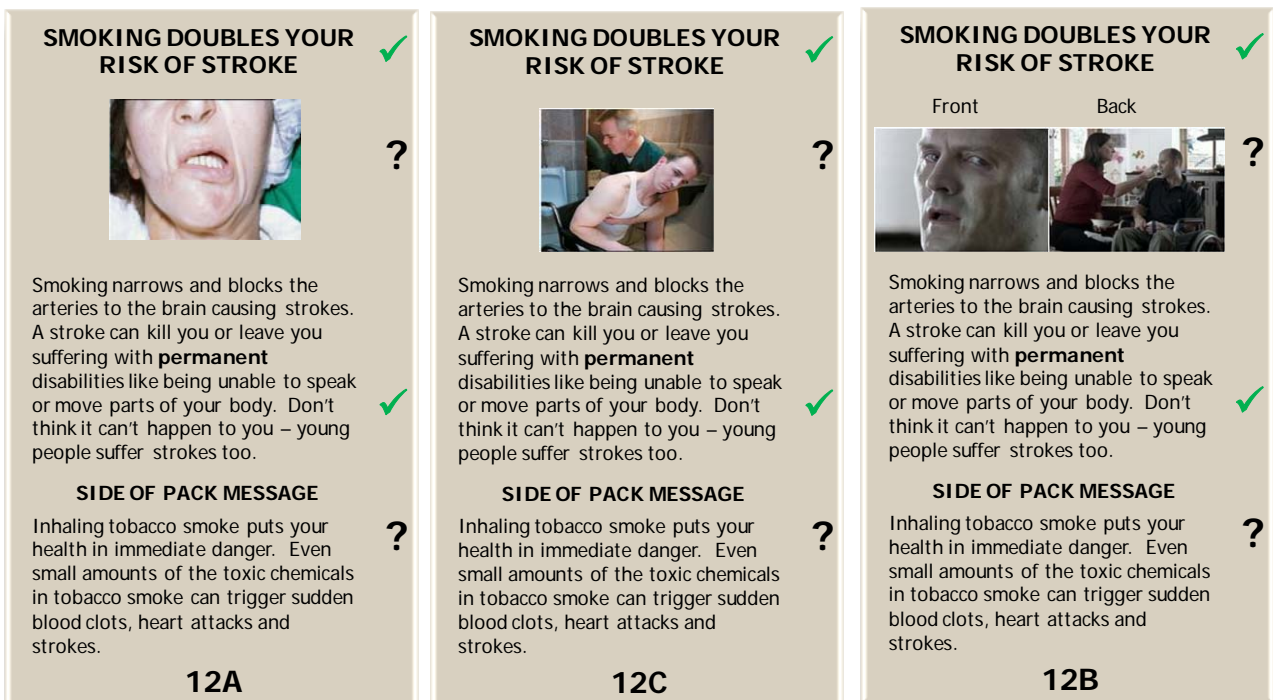 SMOKING DOUBLES YOUR
RISK OF STROKE
✓
?
Smoking narrows and blocks the
arteries to the brain causing strokes.
A stroke can kill you or leave you
suffering with permanent
disabilities like being unable to speak
or move parts of your body. Don't
think it can't happen to you – young
people suffer strokes too.
✓
SIDE OF PACK MESSAGE
Inhaling tobacco smoke puts your
health in immediate danger. Even
small amounts of the toxic chemicals
in tobacco smoke can trigger sudden
blood clots, heart attacks and
strokes.
?
12A
SMOKING DOUBLES YOUR
RISK OF STROKE
✓
?
Smoking narrows and blocks the
arteries to the brain causing strokes.
A stroke can kill you or leave you
suffering with permanent
disabilities like being unable to speak
or move parts of your body. Don't
think it can't happen to you – young
people suffer strokes too.
✓
SIDE OF PACK MESSAGE
Inhaling tobacco smoke puts your
health in immediate danger. Even
small amounts of the toxic chemicals
in tobacco smoke can trigger sudden
blood clots, heart attacks and
strokes.
?
12C
SMOKING DOUBLES YOUR
RISK OF STROKE
✓
Front Back
?
Smoking narrows and blocks the
arteries to the brain causing strokes.
A stroke can kill you or leave you
suffering with permanent
disabilities like being unable to speak
or move parts of your body. Don't
think it can't happen to you – young
people suffer strokes too.
✓
SIDE OF PACK MESSAGE
Inhaling tobacco smoke puts your
health in immediate danger. Even
small amounts of the toxic chemicals
in tobacco smoke can trigger sudden
blood clots, heart attacks and
strokes.
?
12B